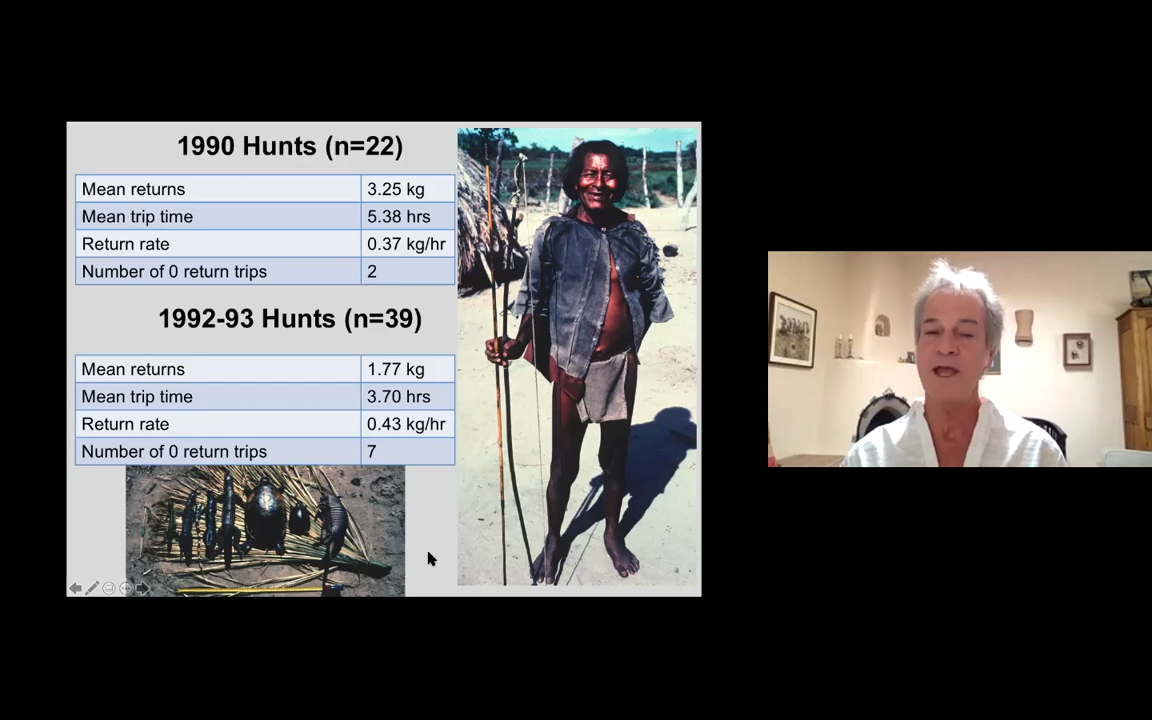 1990 Hunts (n=22)
Mean returns 3.25 kg
Mean trip time 5.38 hrs
Return rate 0.37 kg/hr
Number of 0 return trips 2
1992-93 Hunts (n=39)
Mean returns 1.77 kg
Mean trip time 3.70 hrs
Return rate 0.43 kg/hr
Number of 0 return trips 7